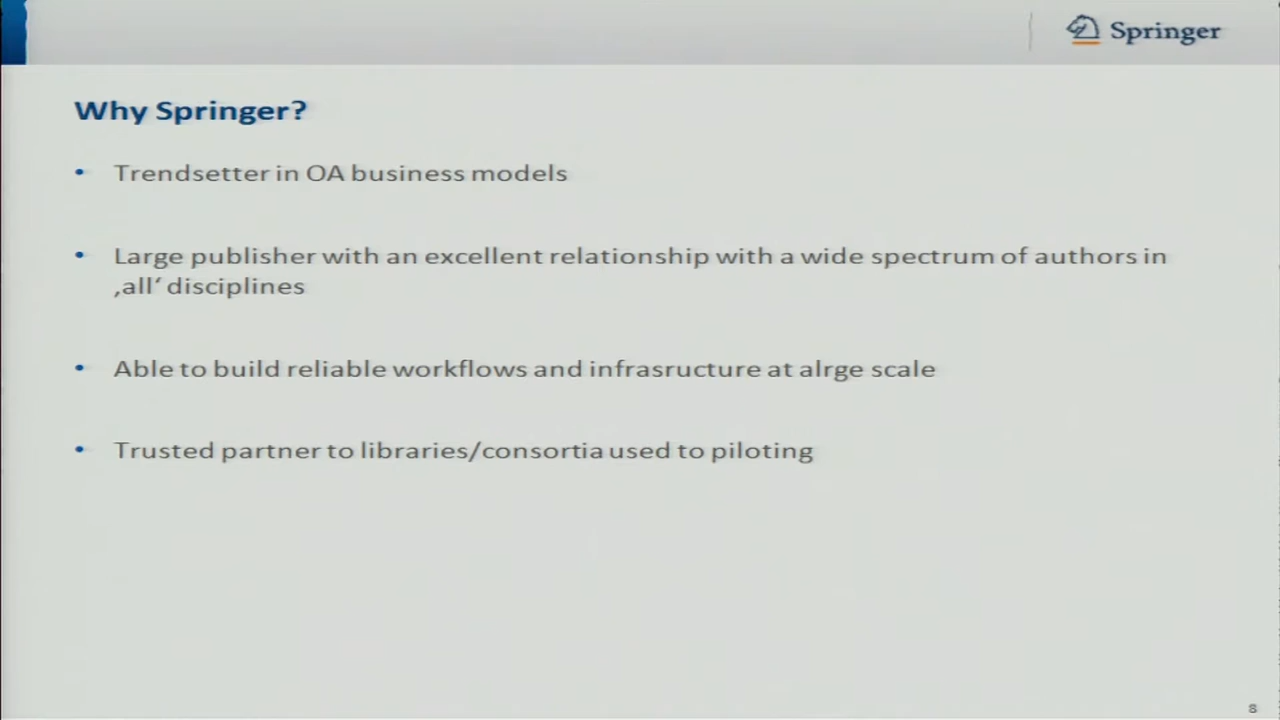 Springer
Why Springer?
• Trendsetter in OA business models
• Large publisher with an excellent relationship with a wide spectrum of authors in
‚all‘ disciplines
• Able to build reliable workflows and infrasructure at alrge scale
• Trusted partner to libraries/consortia used to piloting
8